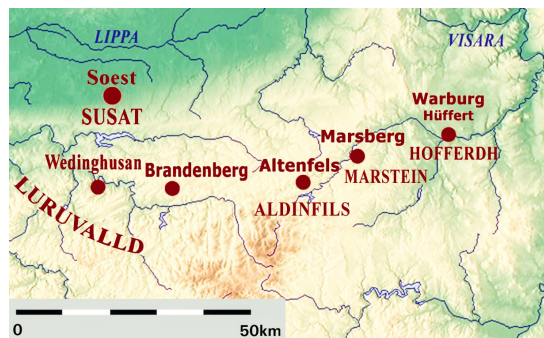 LIPPA
VISARA
Soest
SUSAT
Warburg
Hüffert
HOFFERDH
Marsberg
MARSTEIN
Wedinghusan
Brandenberg
Altenfels
ALDINFILS
LURUVALLD
0
50km